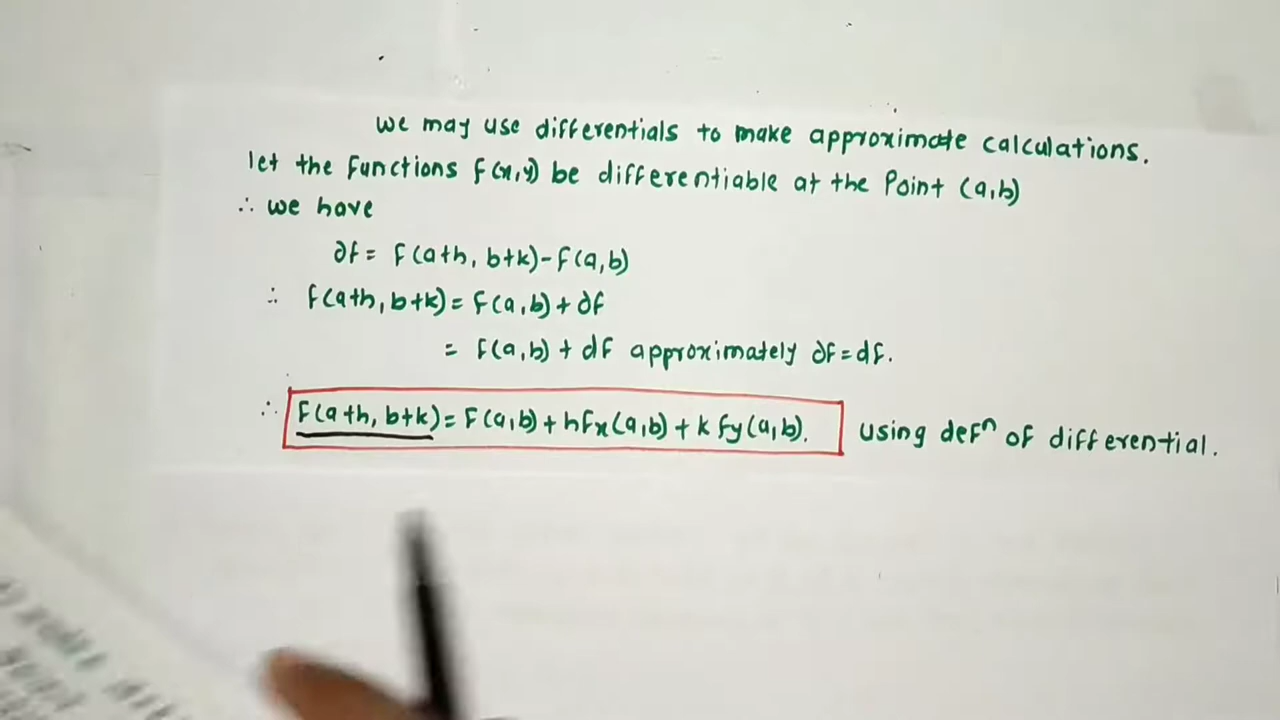 we may use differentials to make approximate calculations.
let the functions f(x,y) be differentiable at the Point (a,b)
∴ we have
∂f = f(a+h, b+k) - f(a,b)
∴ f(a+h, b+k) = f(a,b) + ∂f
= f(a,b) + df approximately ∂f = df.
∴ f(a+h, b+k) = f(a,b) + hfx(a,b) + k fy(a,b). using defⁿ of differential.